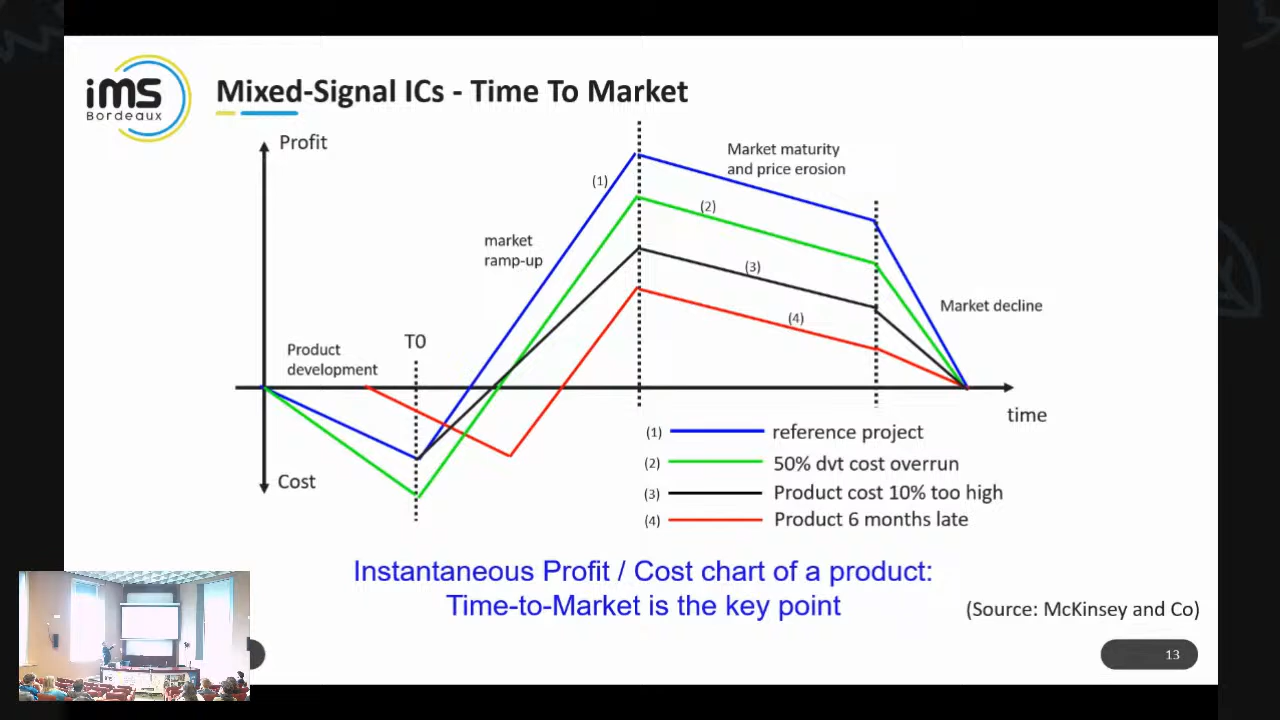 iMS
Bordeaux
Mixed-Signal ICs - Time To Market
Profit
Market maturity
and price erosion
(1)
(2)
market
ramp-up
(3)
Market decline
(4)
T0
Product
development
time
Cost
(1) reference project
(2) 50% dvt cost overrun
(3) Product cost 10% too high
(4) Product 6 months late
Instantaneous Profit / Cost chart of a product:
Time-to-Market is the key point
(Source: McKinsey and Co)
13